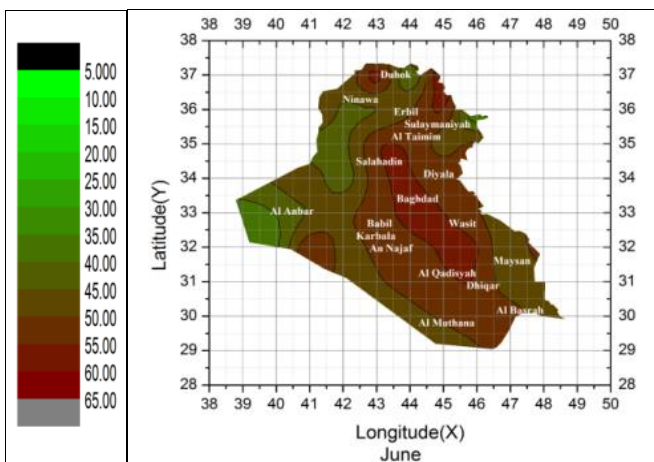 5.000
10.00
15.00
20.00
25.00
30.00
35.00
40.00
45.00
50.00
55.00
60.00
65.00
38 39 40 41 42 43 44 45 46 47 48 49 50
38 38
37 Duhok 37
Ninawa
36 Erbil 36
Sulaymaniyah
35 Al Taimim 35
Salahadin
34 Diyala 34
Baghdad
33 Al Anbar 33
Babil Wasit
Karbala
32 An Najaf 32
Maysan
31 Al Qadisyah 31
Dhiqar
30 Al Basrah 30
Al Mothana
29 29
28 28
38 39 40 41 42 43 44 45 46 47 48 49 50
Latitude(Y)
Longitude(X)
June